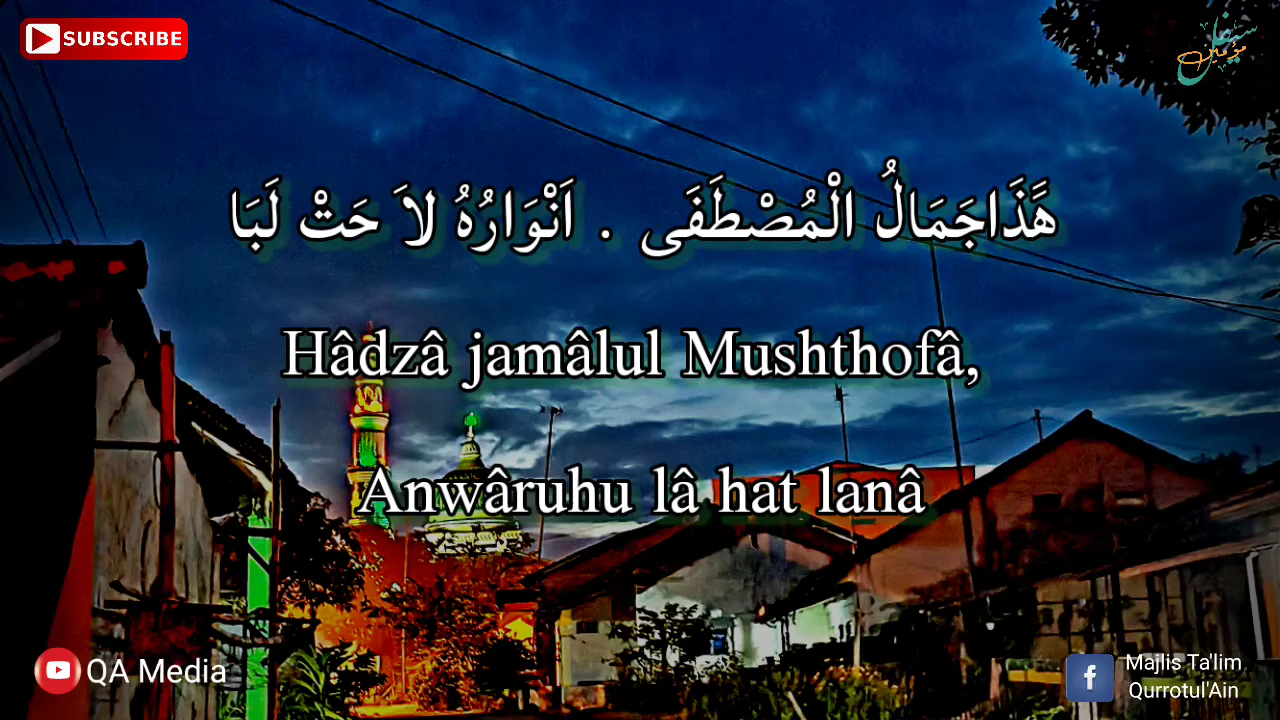 SUBSCRIBE
هَذَاجَمَالُ الْمُصْطَفَى . اَنْوَارُهُ لاَ حَتْ لَبَا
Hâdzâ jamâlul Mushthofâ,
Anwâruhu lâ hat lanâ
QA Media
Majlis Ta'lim
Qurrotul'Ain